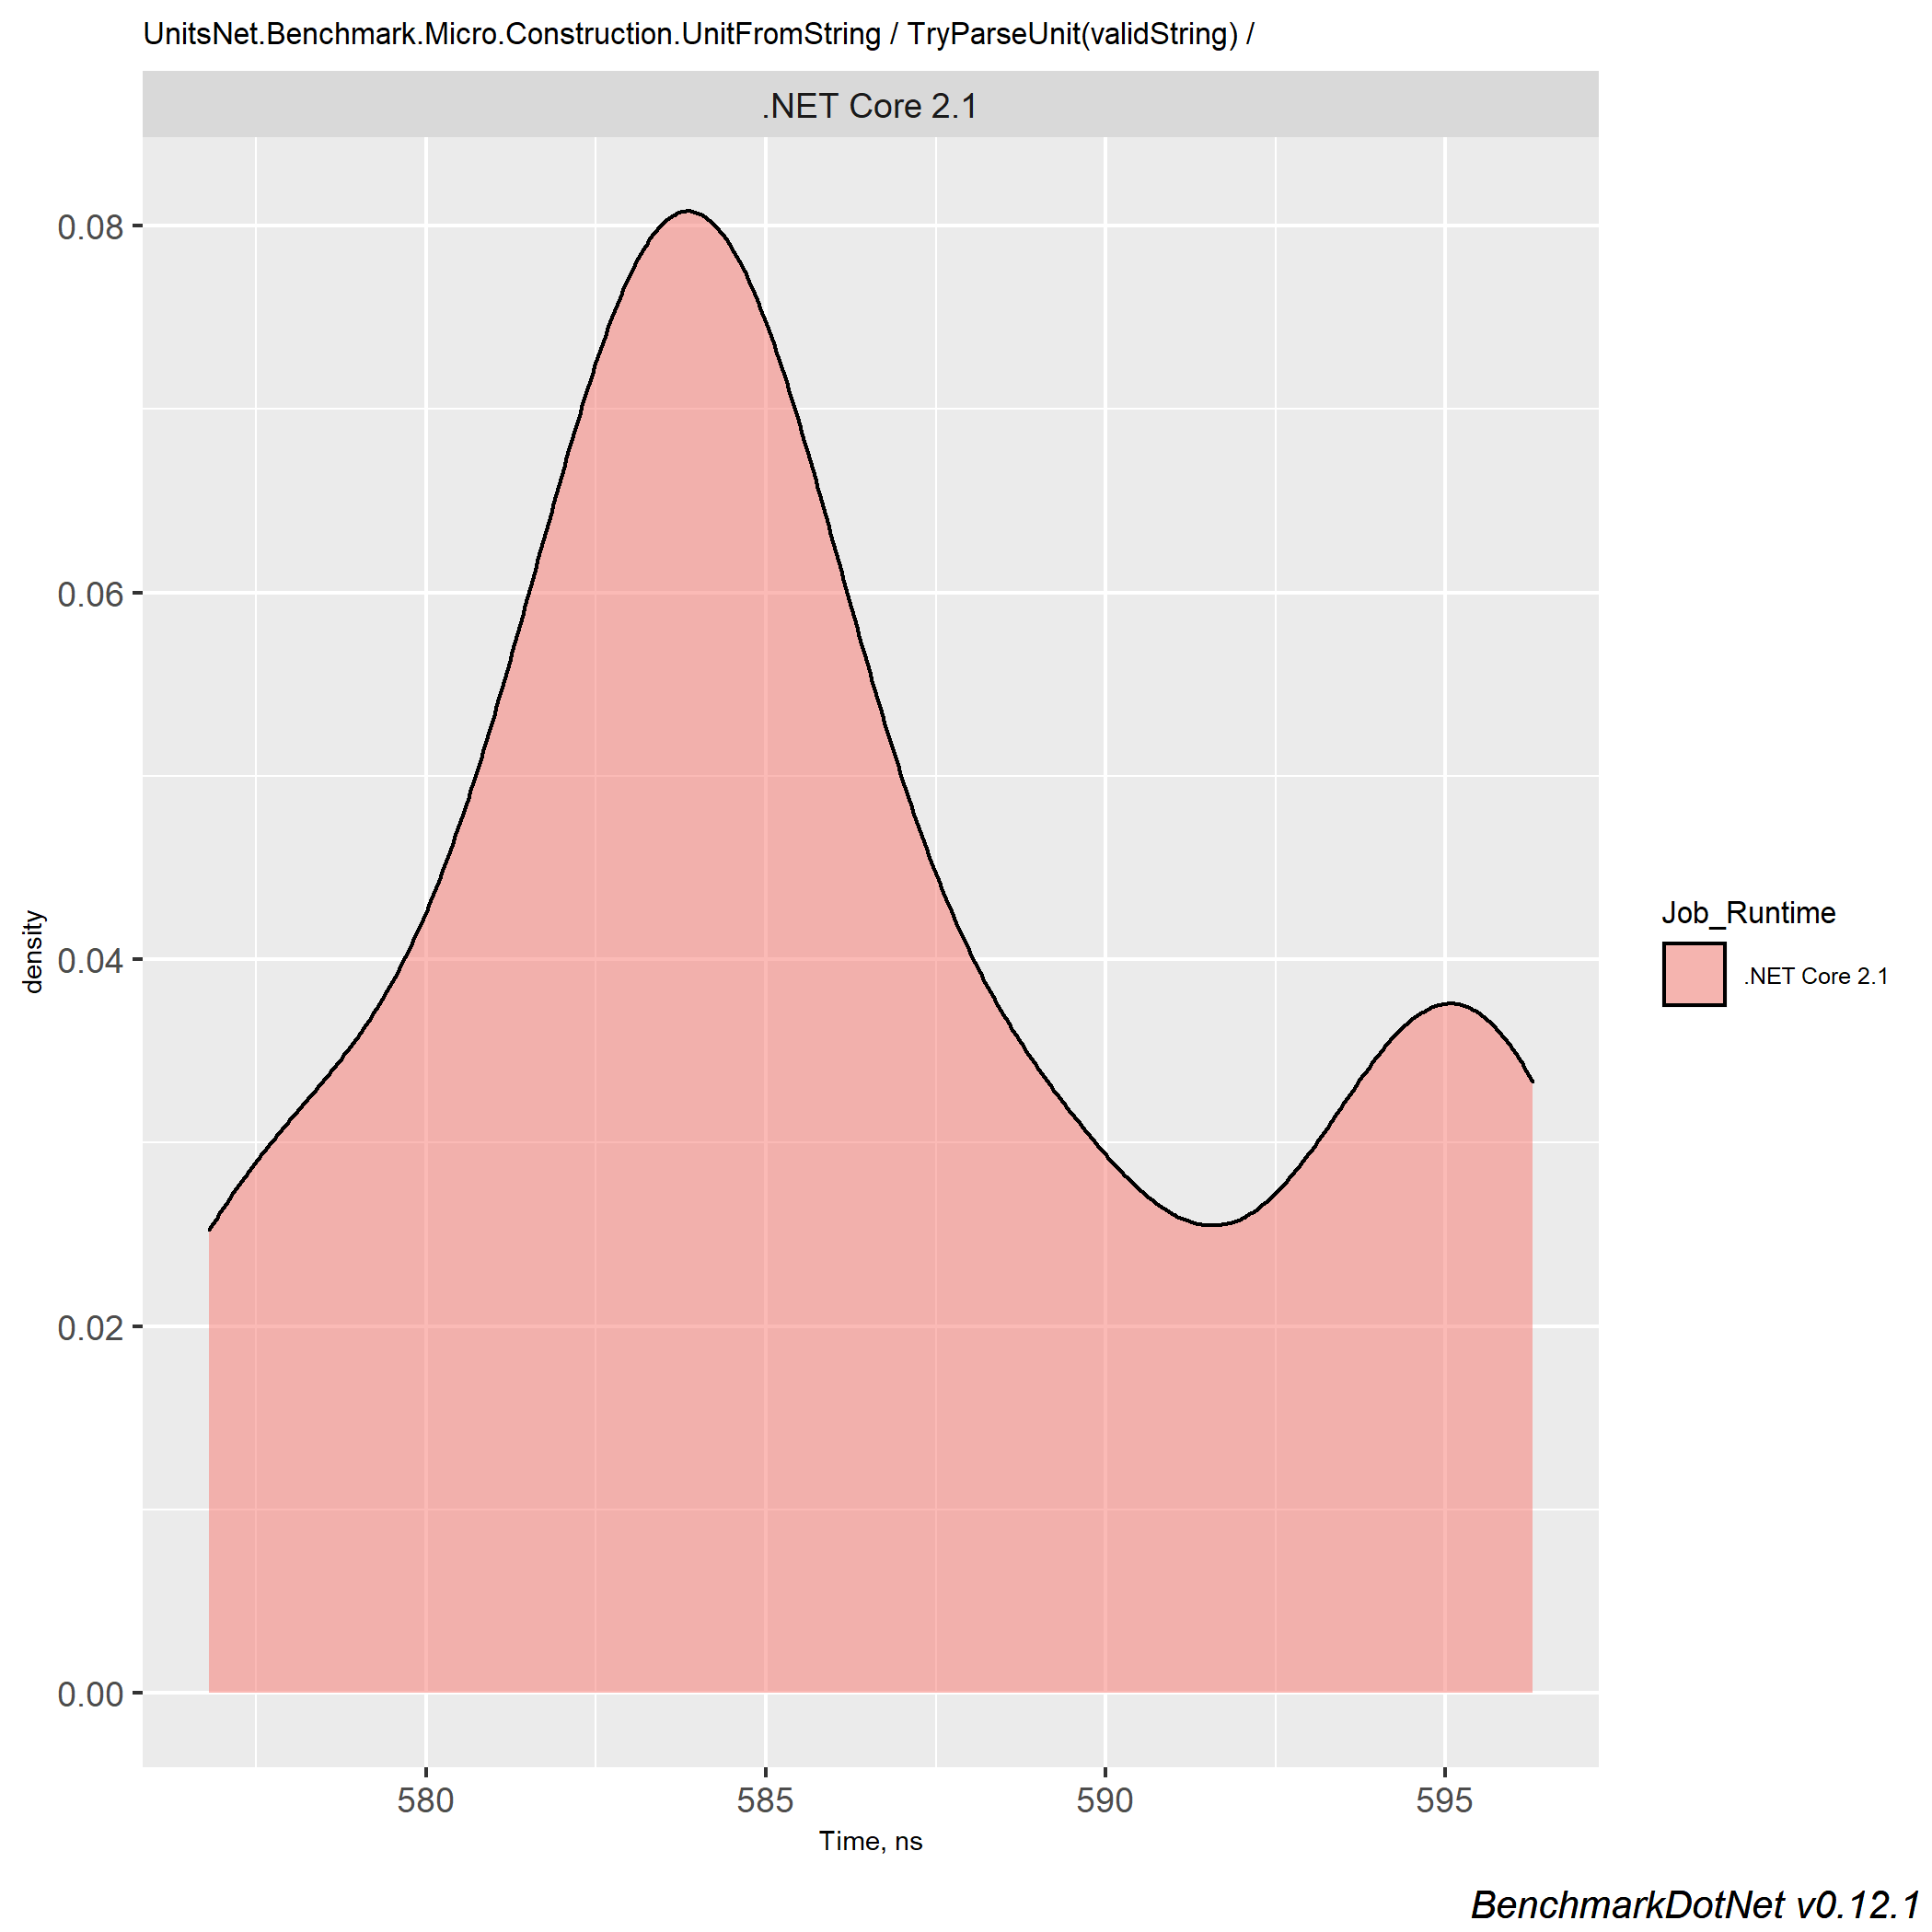 UnitsNet.Benchmark.Micro.Construction.UnitFromString / TryParseUnit(validString) /
.NET Core 2.1
0.08
0.06
0.04
0.02
0.00
density
580 585 590 595
Time, ns
Job_Runtime
.NET Core 2.1
BenchmarkDotNet v0.12.1